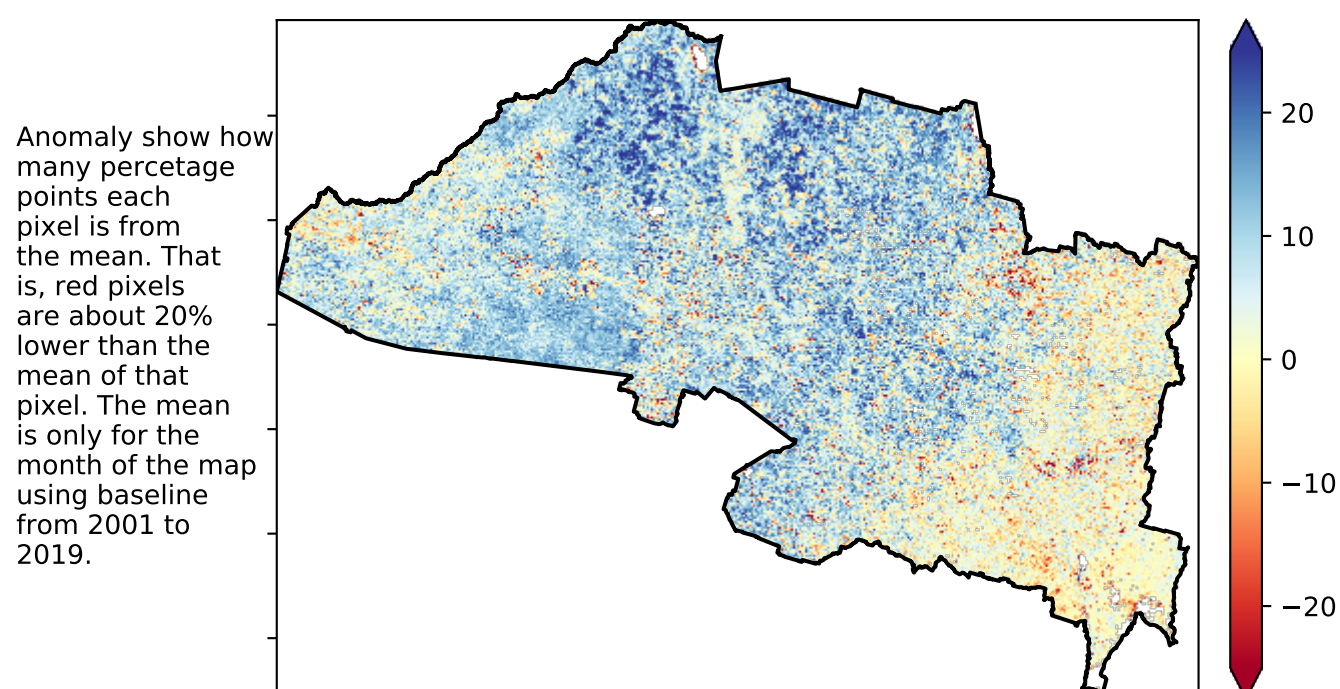 Anomaly show how
many percetage
points each
pixel is from
the mean. That
is, red pixels
are about 20%
lower than the
mean of that
pixel. The mean
is only for the
month of the map
using baseline
from 2001 to
2019.
20
10
0
−10
−20